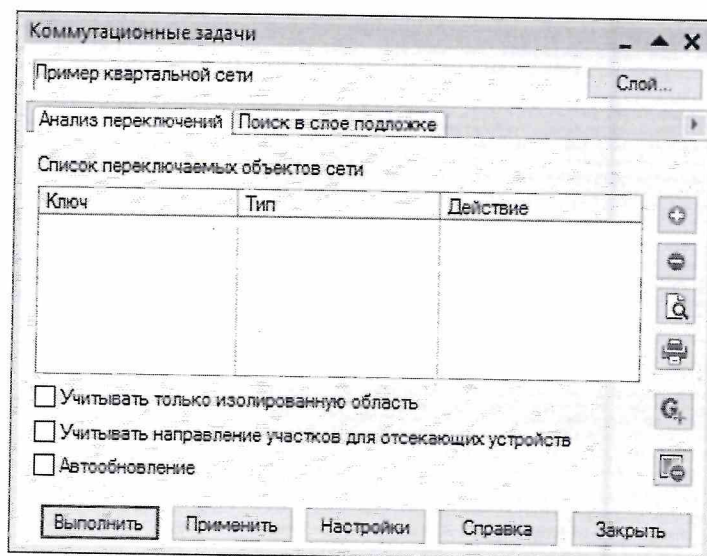 Коммутационные задачи
Пример квартальной сети
Слой...
Анализ переключений Поиск в слое подложке
Список переключаемых объектов сети
Ключ Тип Действие
Учитывать только изолированную область
Учитывать направление участков для отсекающих устройств
Автообновление
Выполнить Применить Настройки Справка Закрыть